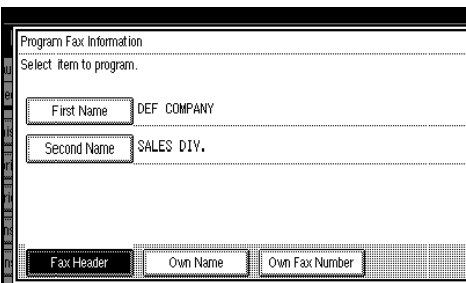 Program Fax Information
Select item to program.
First Name DEF COMPANY
Second Name SALES DIV.
Fax Header Own Name Own Fax Number